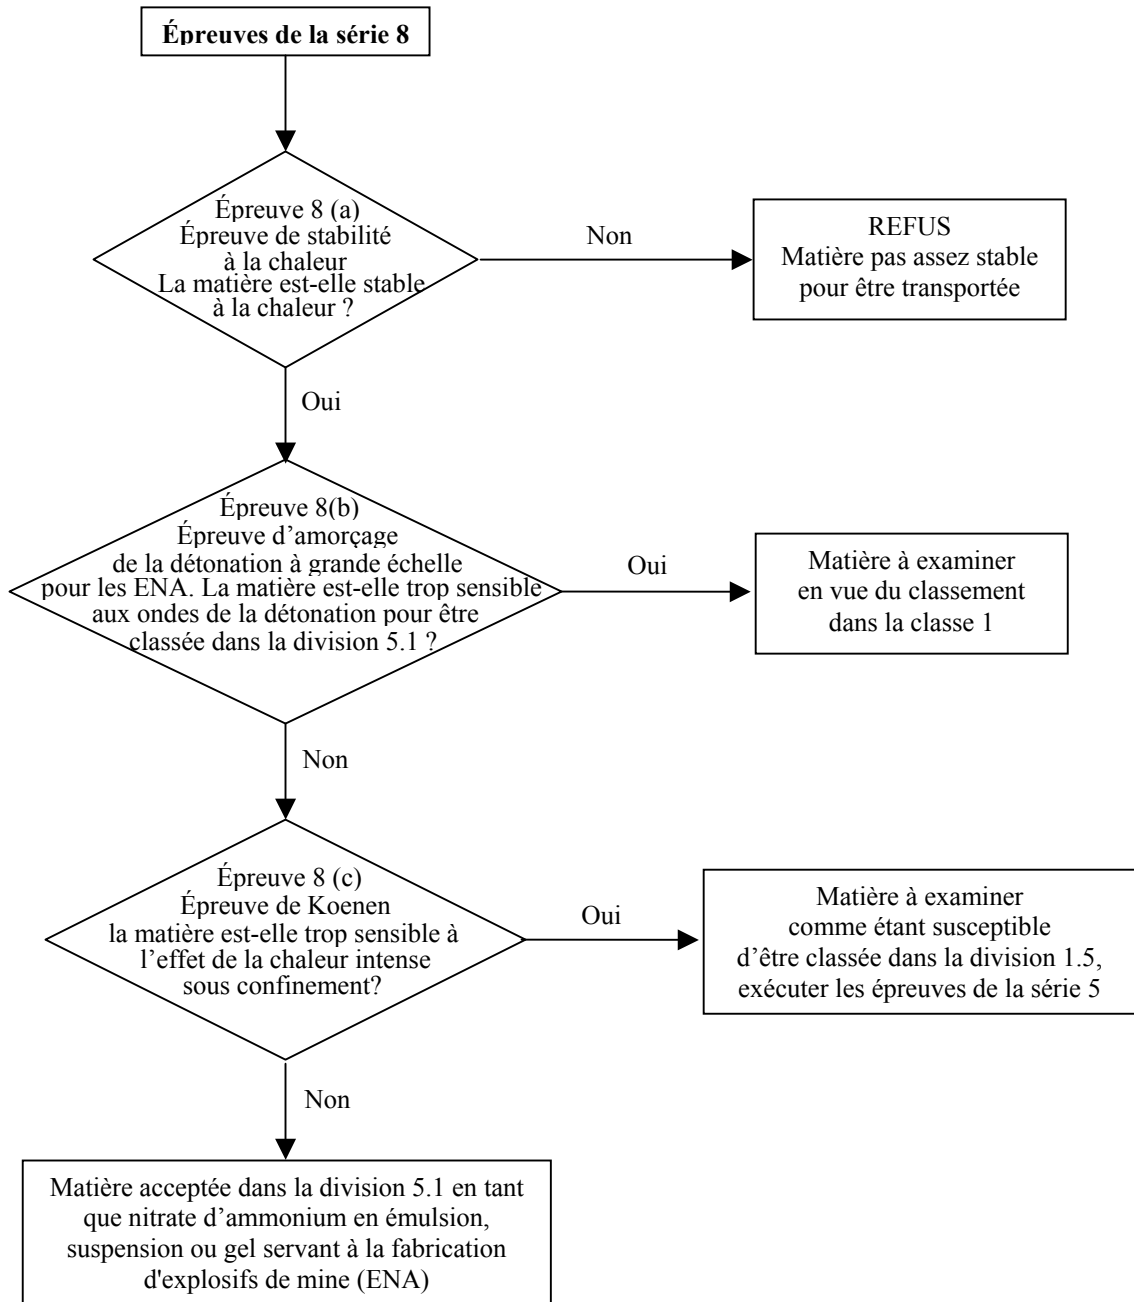 Épreuves de la série 8
Épreuve 8 (a)
Épreuve de stabilité
à la chaleur
La matière est-elle stable
à la chaleur ?
Non
REFUS
Matière pas assez stable
pour être transportée
Oui
Épreuve 8(b)
Épreuve d’amorçage
de la détonation à grande échelle
pour les ENA. La matière est-elle trop sensible
aux ondes de la détonation pour être
classée dans la division 5.1 ?
Oui
Matière à examiner
en vue du classement
dans la classe 1
Non
Épreuve 8 (c)
Épreuve de Koenen
la matière est-elle trop sensible à
l’effet de la chaleur intense
sous confinement?
Oui
Matière à examiner
comme étant susceptible
d’être classée dans la division 1.5,
exécuter les épreuves de la série 5
Non
Matière acceptée dans la division 5.1 en tant
que nitrate d’ammonium en émulsion,
suspension ou gel servant à la fabrication
d'explosifs de mine (ENA)